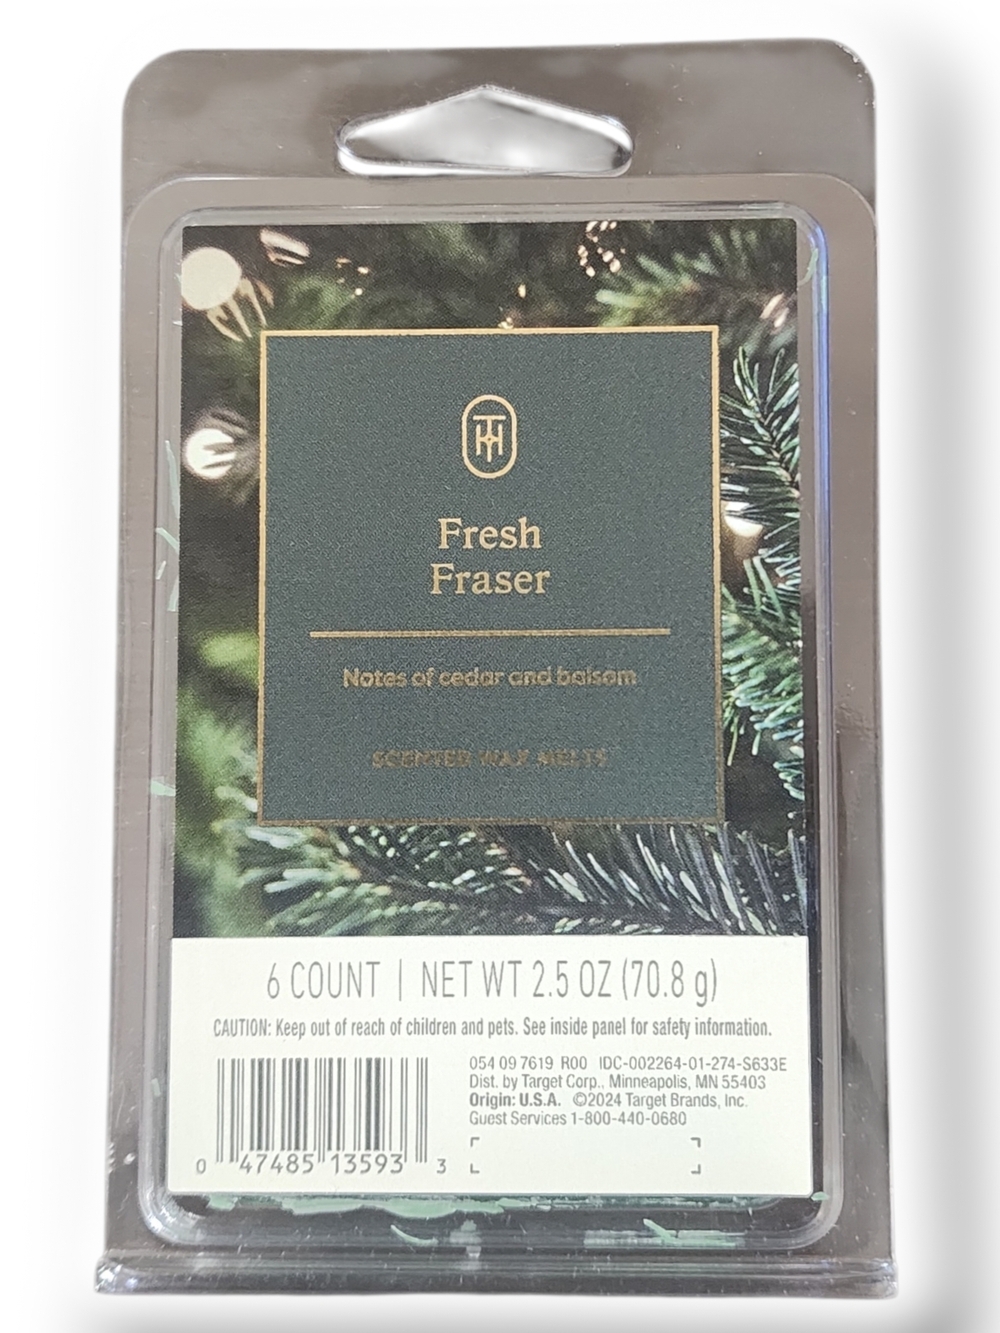 TH
Fresh
Fraser
Notes of cedar and balsam
SCENTED WAX MELTS
6 COUNT | NET WT 2.5 OZ (70.8 g)
CAUTION: Keep out of reach of children and pets. See inside panel for safety information.
054 09 7619 R00 IDC-002264-01-274-S633E
Dist. by Target Corp., Minneapolis, MN 55403
Origin: U.S.A. ©2024 Target Brands, Inc.
Guest Services 1-800-440-0680
0 47485 13593 3